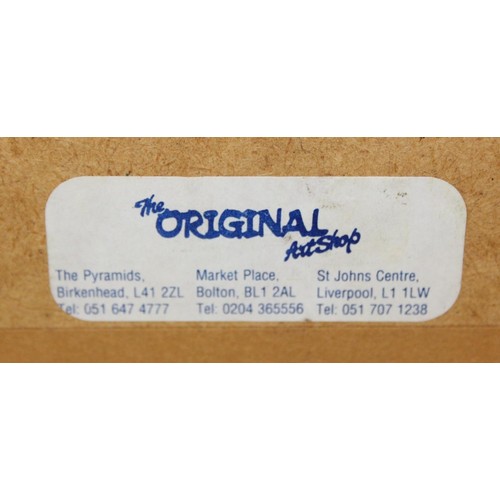 The
ORIGINAL
Art Shop
The Pyramids,
Birkenhead, L41 2ZL
Tel: 051 647 4777
Market Place,
Bolton, BL1 2AL
Tel: 0204 365556
St Johns Centre,
Liverpool, L1 1LW
Tel: 051 707 1238